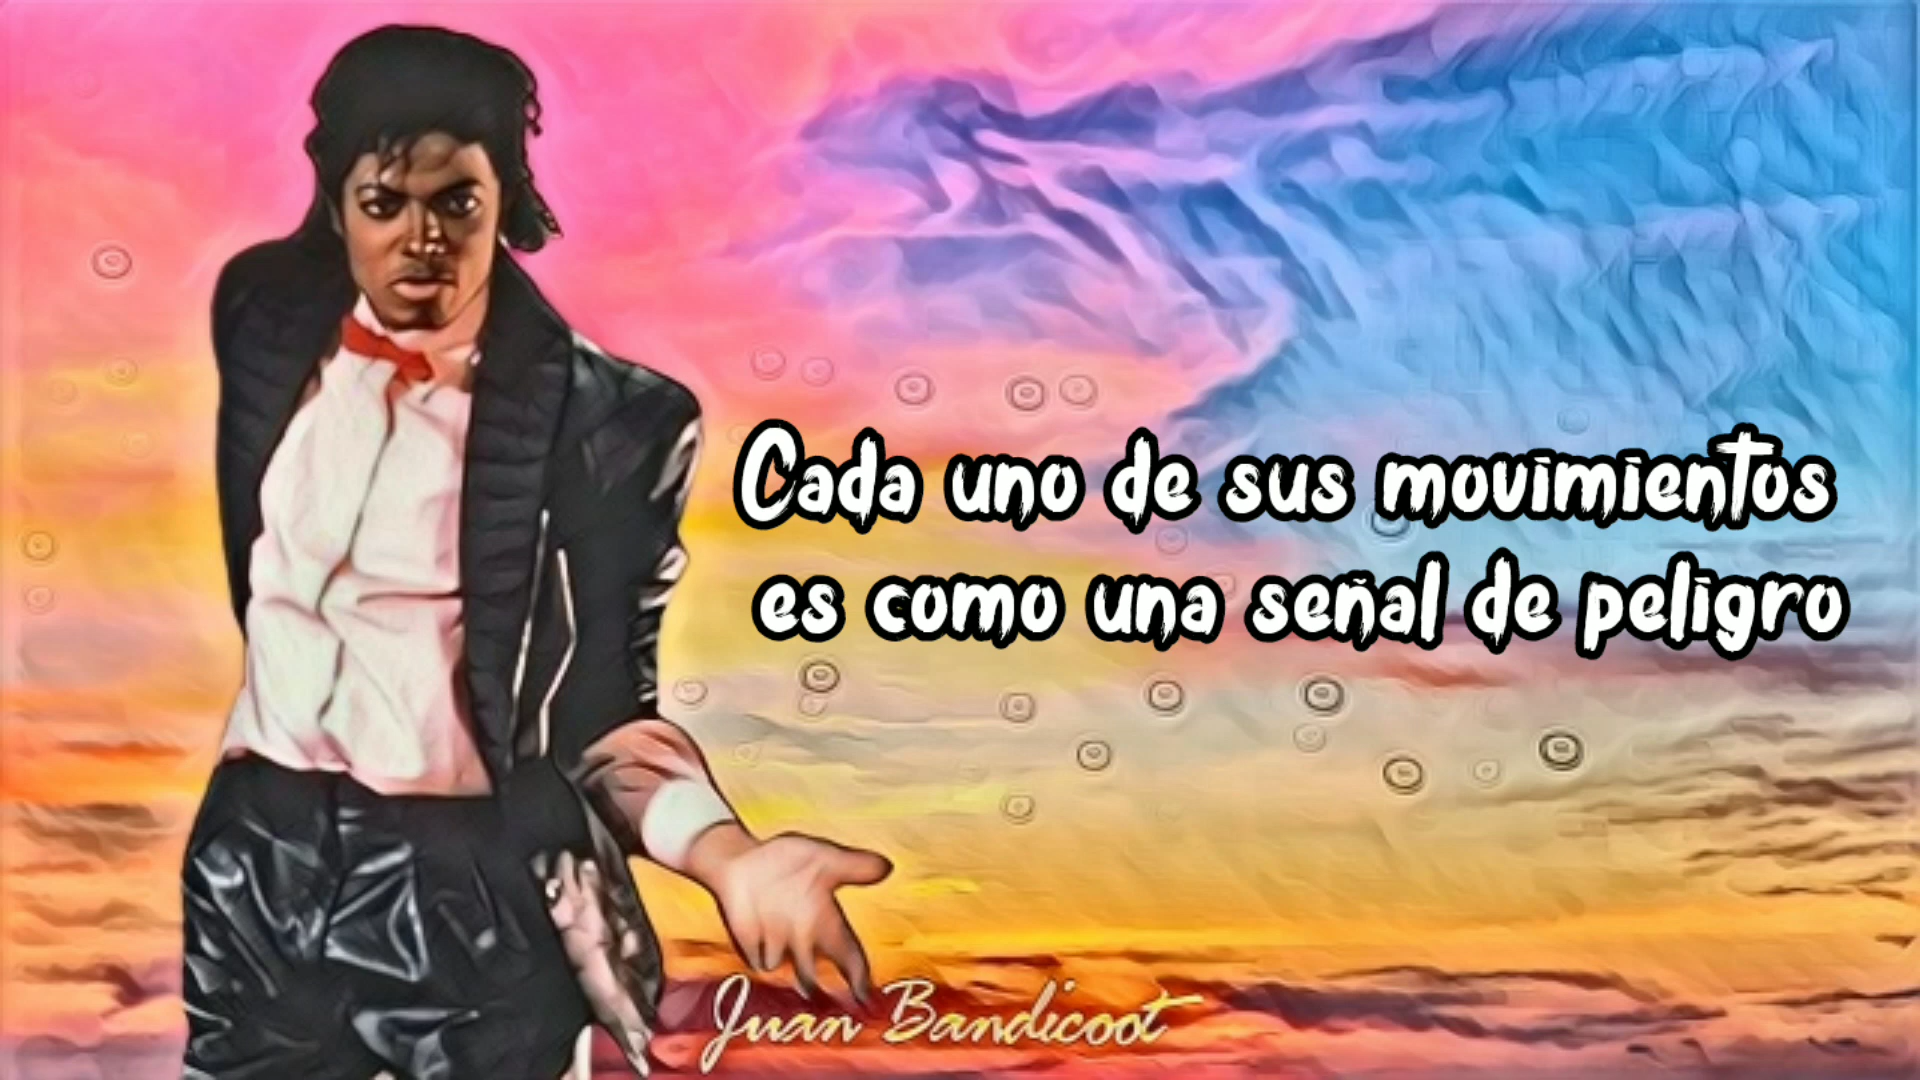 Cada uno de sus movimientos
es como una señal de peligro
Juan Bandicoot